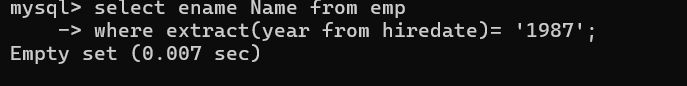 mysql> select ename Name from emp
    -> where extract(year from hiredate)= '1987';
Empty set (0.007 sec)